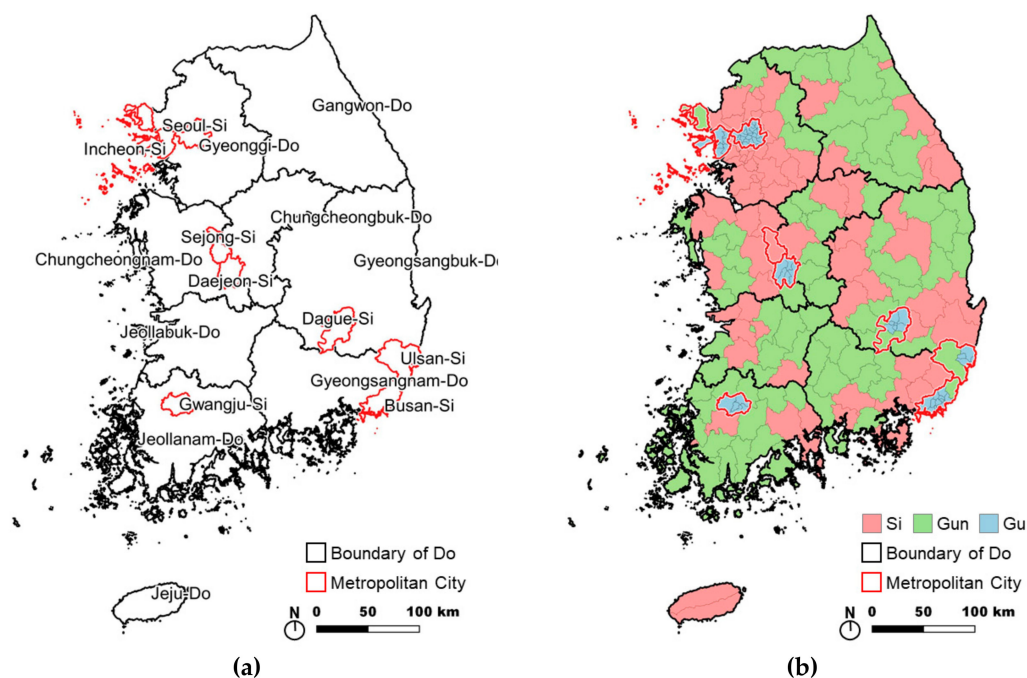 Gangwon-Do
Seoul-Si
Incheon-Si
Gyeonggi-Do
Chungcheongbuk-Do
Sejong-Si
Chungcheongnam-Do
Gyeongsangbuk-Do
Daejeon-Si
Dague-Si
Jeollabuk-Do
Ulsan-Si
Gyeongsangnam-Do
Gwangju-Si
Busan-Si
Jeollanam-Do
Jeju-Do
Boundary of Do
Metropolitan City
N 0 50 100 km
(a)
Si Gun Gu
Boundary of Do
Metropolitan City
N 0 50 100 km
(b)